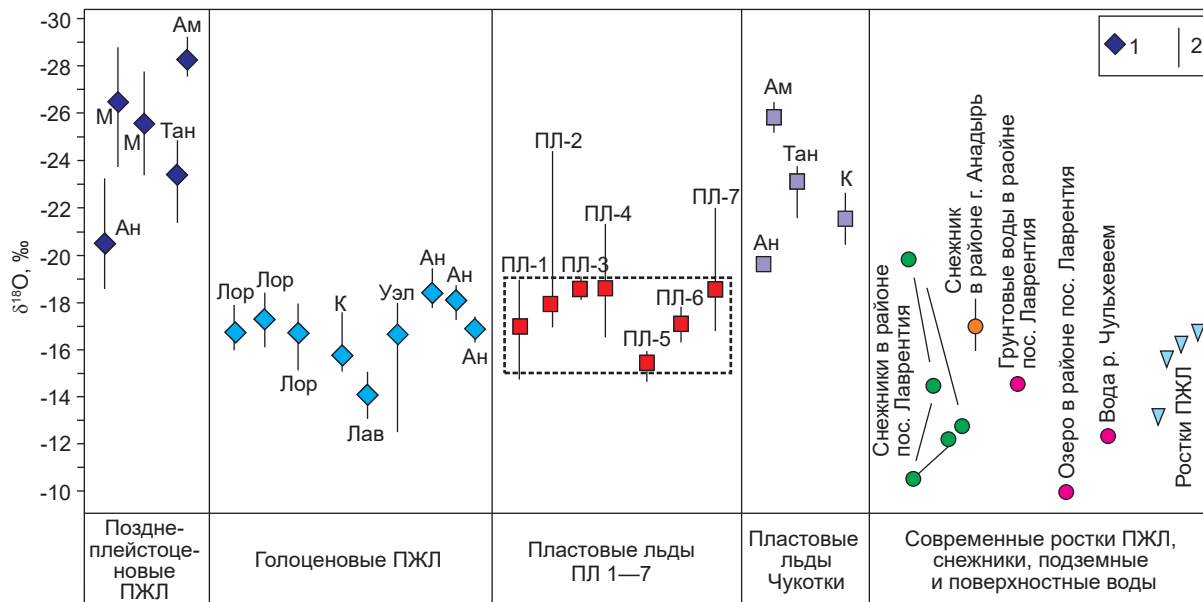 δ¹⁸O, ‰
-30
-28
-26
-24
-22
-20
-18
-16
-14
-12
-10
Ан
М
М
Тан
Ам
Лор
Лор
Лор
К
Лав
Уэл
Ан
Ан
Ан
ПЛ-1
ПЛ-2
ПЛ-3
ПЛ-4
ПЛ-5
ПЛ-6
ПЛ-7
Ан
Ам
Тан
К
Снежники в районе
пос. Лаврентия
Снежник
в районе г. Анадырь
Грунтовые воды в раойне
пос. Лаврентия
Озеро в районе пос. Лаврентия
Вода р. Чульхевеем
Ростки ПЖЛ
1
2
Поздне-
плейстоце-
новые
ПЖЛ
Голоценовые ПЖЛ
Пластовые льды
ПЛ 1—7
Пластовые
льды
Чукотки
Современные ростки ПЖЛ,
снежники, подземные
и поверхностные воды